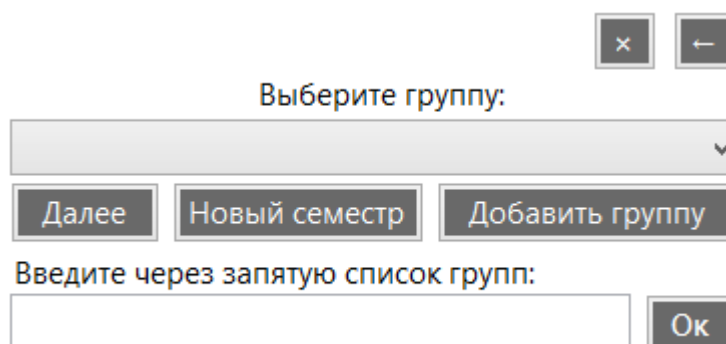 × ←
Выберите группу:
Далее Новый семестр Добавить группу
Введите через запятую список групп:
Ок